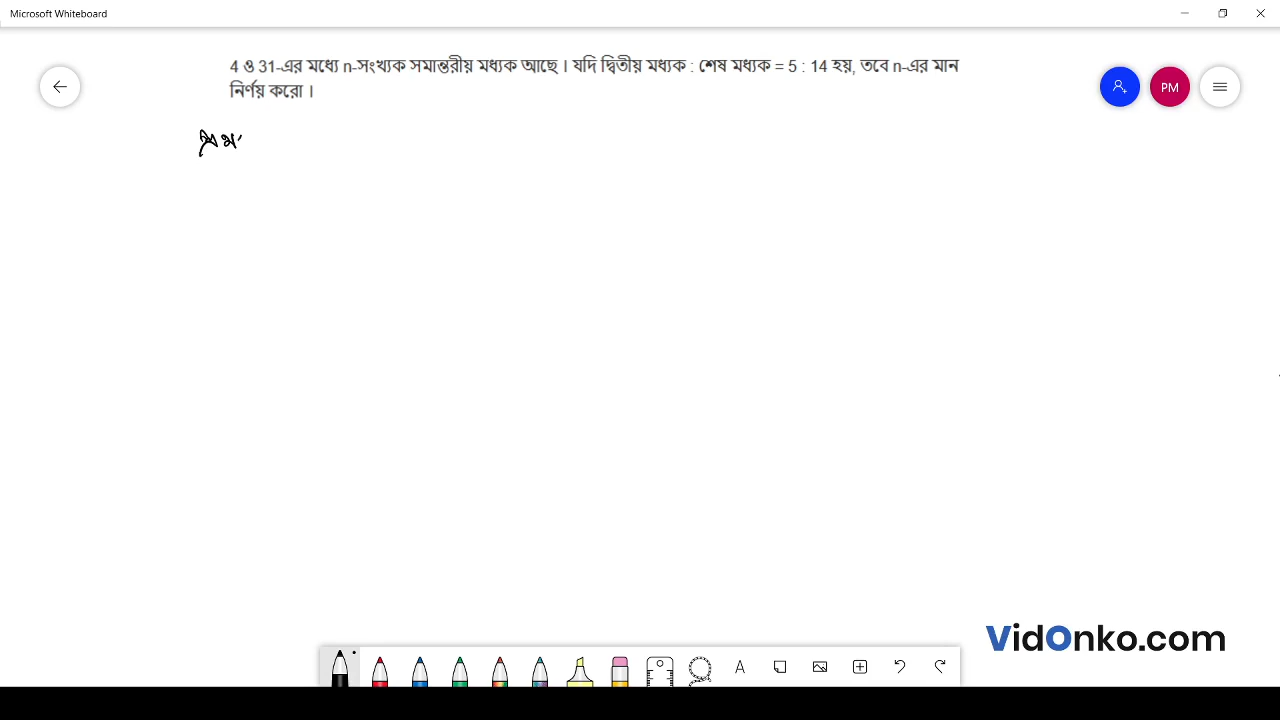 Microsoft Whiteboard
4 ও 31-এর মধ্যে n-সংখ্যক সমান্তরীয় মধ্যক আছে । যদি দ্বিতীয় মধ্যক : শেষ মধ্যক = 5 : 14 হয়, তবে n-এর মান
নির্ণয় করো ।
PM
VidOnko.com